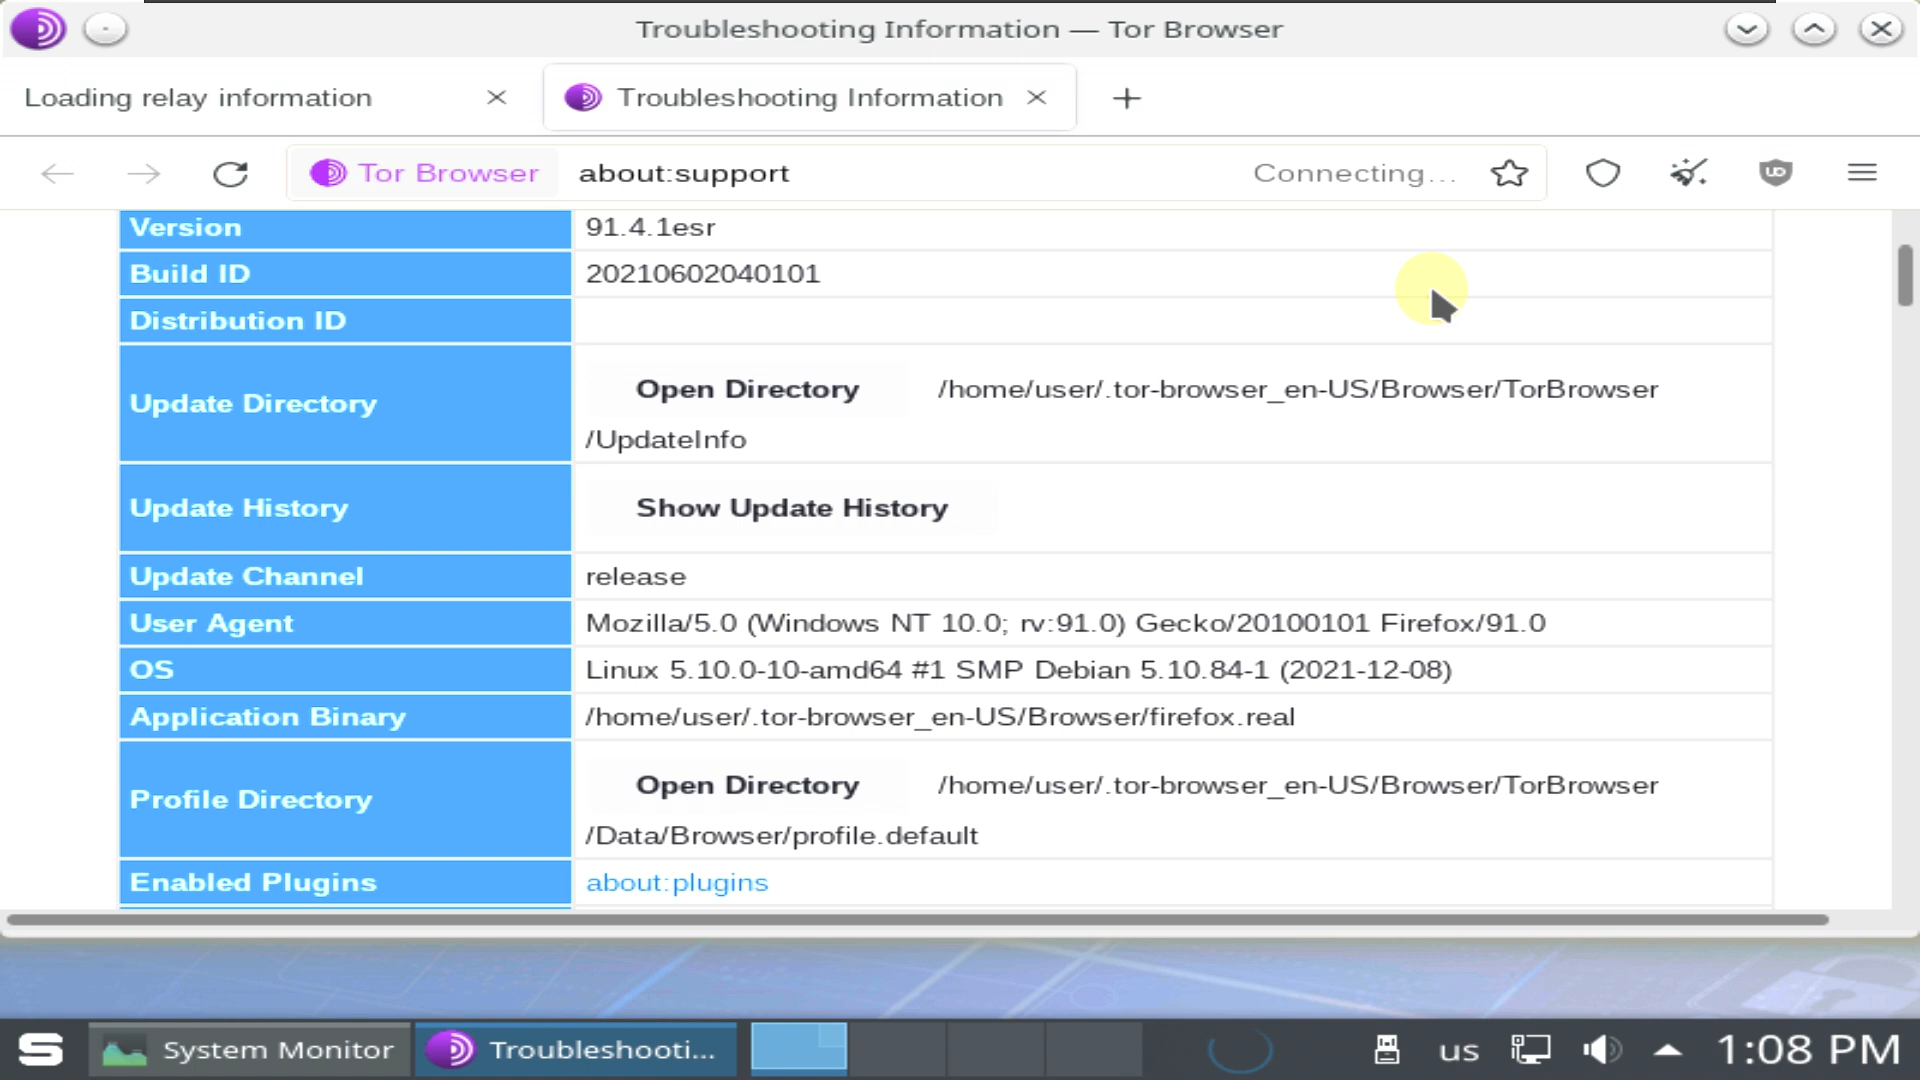 Troubleshooting Information — Tor Browser
Loading relay information
Troubleshooting Information
Tor Browser
about:support
Connecting...
Version 91.4.1esr
Build ID 20210602040101
Distribution ID
Update Directory Open Directory /home/user/.tor-browser_en-US/Browser/TorBrowser
/UpdateInfo
Update History Show Update History
Update Channel release
User Agent Mozilla/5.0 (Windows NT 10.0; rv:91.0) Gecko/20100101 Firefox/91.0
OS Linux 5.10.0-10-amd64 #1 SMP Debian 5.10.84-1 (2021-12-08)
Application Binary /home/user/.tor-browser_en-US/Browser/firefox.real
Profile Directory Open Directory /home/user/.tor-browser_en-US/Browser/TorBrowser
/Data/Browser/profile.default
Enabled Plugins about:plugins
System Monitor
Troubleshooti...
us
1:08 PM